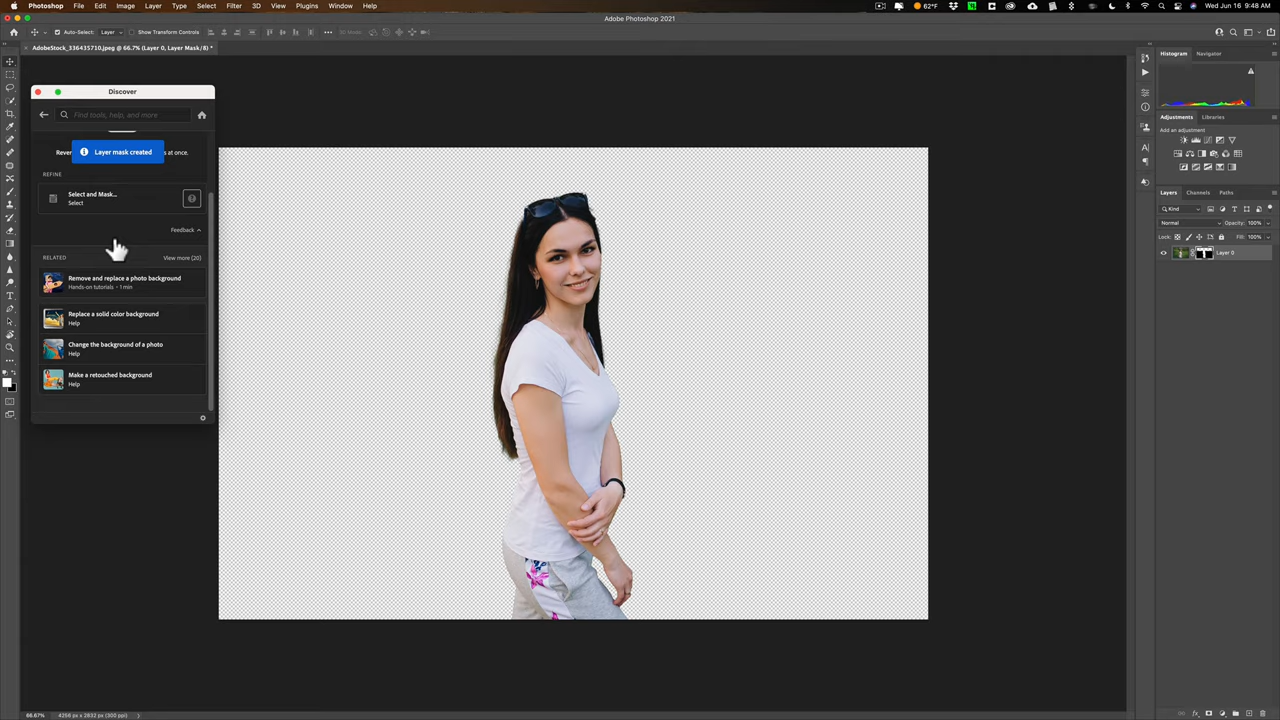 Photoshop File Edit Image Layer Type Select Filter 3D View Plugins Window Help 62°F Wed Jun 16 9:48 AM
Adobe Photoshop 2021
Auto-Select: Layer Show Transform Controls
AdobeStock_336435710.jpeg @ 66.7% (Layer 0, Layer Mask/8) *
Discover
Find tools, help, and more
Rever
Layer mask created
s at once.
REFINE
Select and Mask...
Select
Feedback
RELATED View more (20)
Remove and replace a photo background
Hands-on tutorials • 1 min
Replace a solid color background
Help
Change the background of a photo
Help
Make a retouched background
Help
Histogram Navigator
Adjustments Libraries
Add an adjustment
Layers Channels Paths
Kind
Normal Opacity: 100%
Lock: Fill: 100%
Layer 0
66.67% 4256 px x 2832 px (300 ppi)